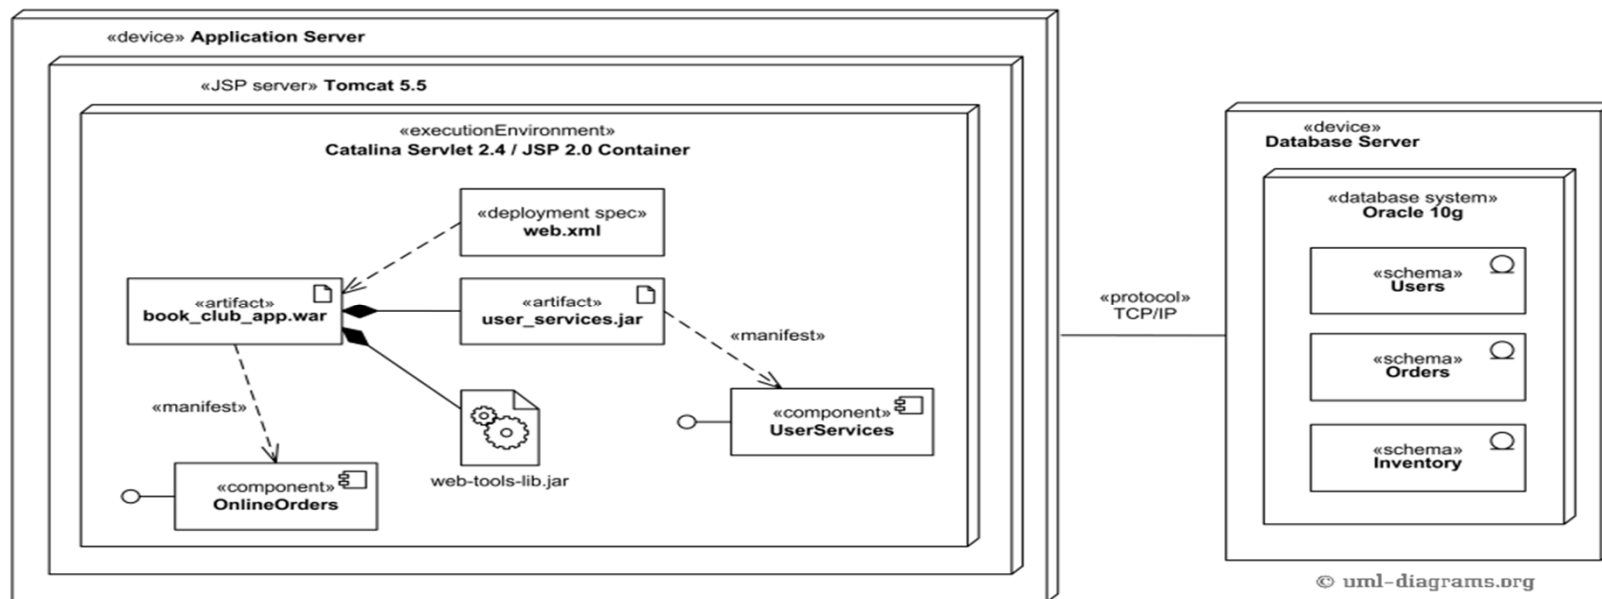 «device» Application Server
«JSP server» Tomcat 5.5
«executionEnvironment»
Catalina Servlet 2.4 / JSP 2.0 Container
«deployment spec»
web.xml
«artifact»
book_club_app.war
«artifact»
user_services.jar
«manifest»
«manifest»
«component»
UserServices
web-tools-lib.jar
«component»
OnlineOrders
«protocol»
TCP/IP
«device»
Database Server
«database system»
Oracle 10g
«schema»
Users
«schema»
Orders
«schema»
Inventory
© uml-diagrams.org